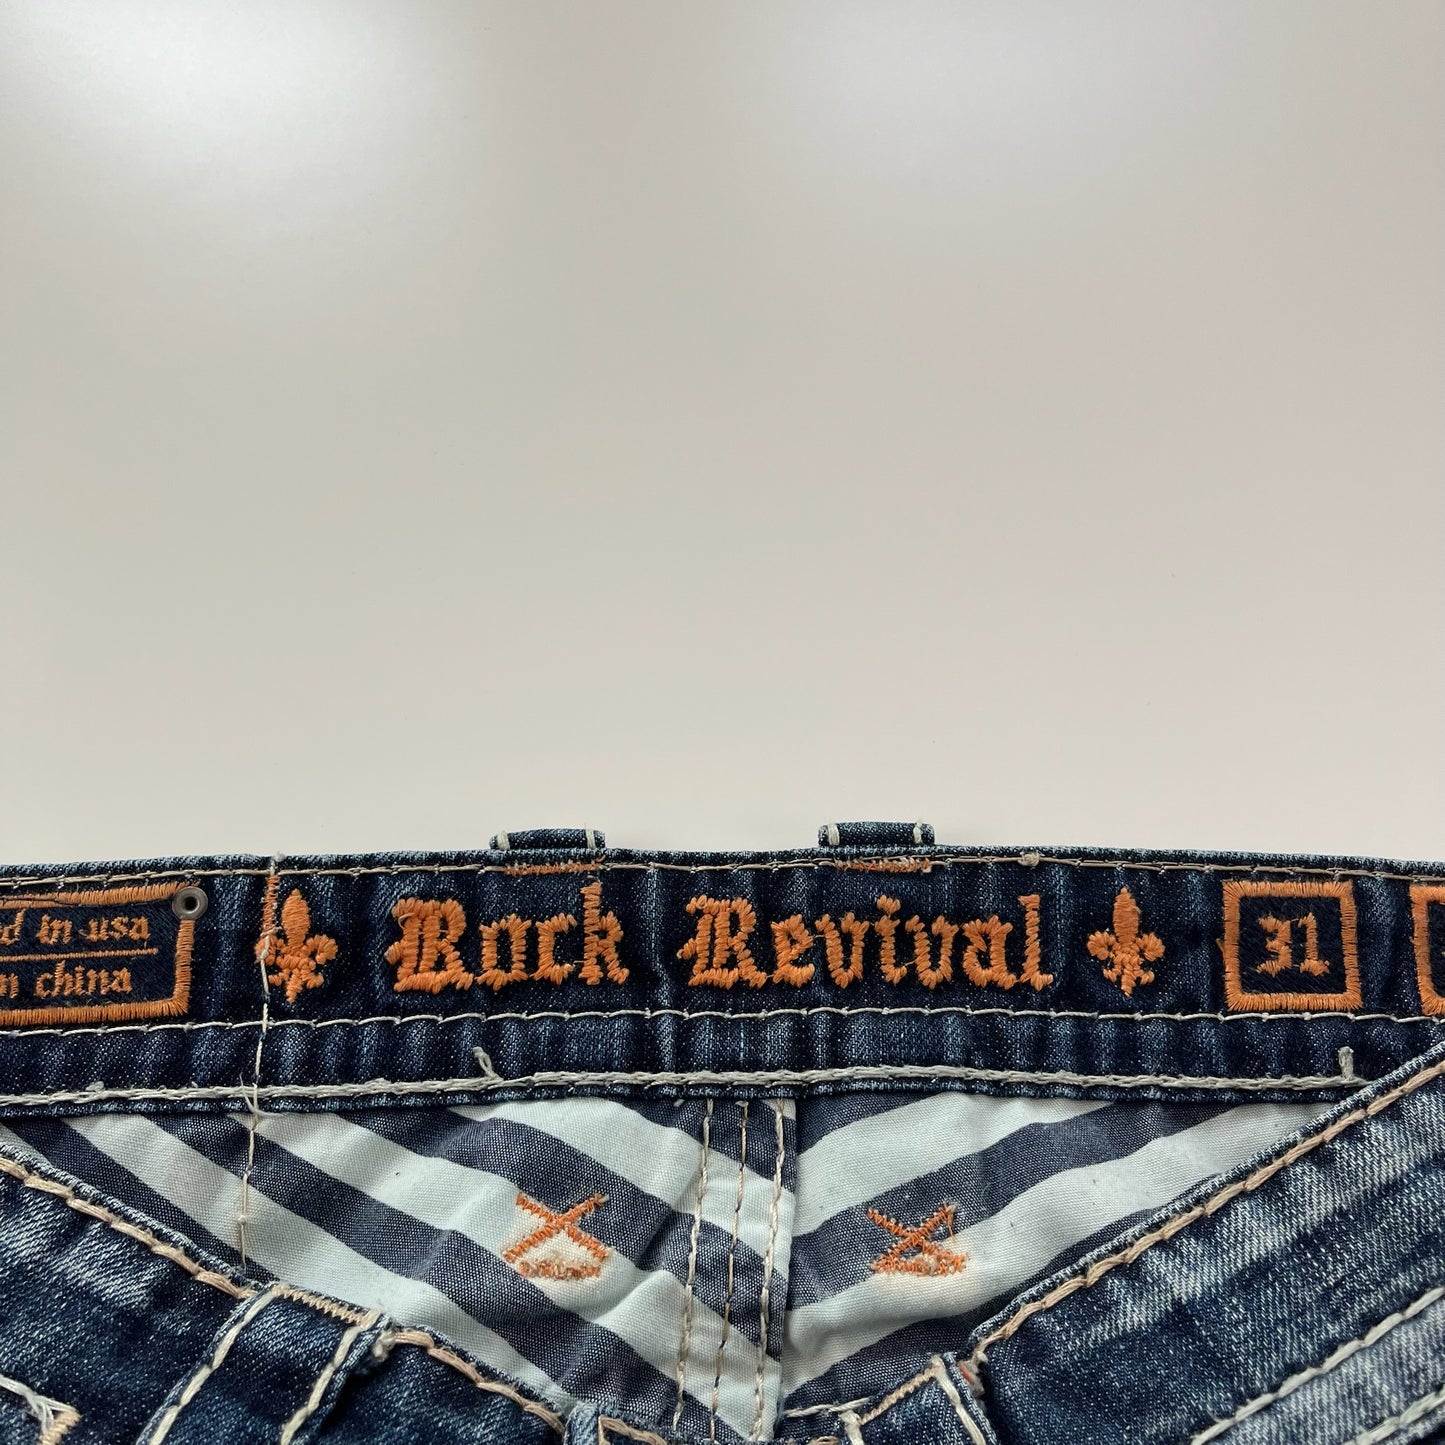 d in usa
n china
Rock Revival
31